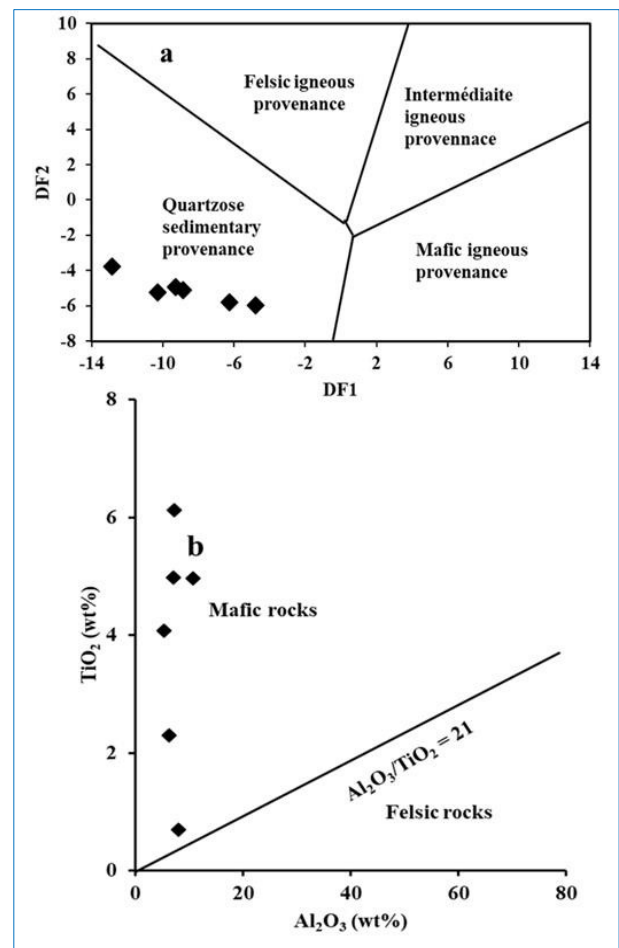 10
8
6
4
2
0
-2
-4
-6
-8
DF2
a
Felsic igneous
provenance
Intermédiaite
igneous
provennace
Quartzose
sedimentary
provenance
Mafic igneous
provenance
-14 -10 -6 -2 2 6 10 14
DF1
8
6
4
2
0
TiO₂ (wt%)
b
Mafic rocks
Al₂O₃/TiO₂ = 21
Felsic rocks
0 20 40 60 80
Al₂O₃ (wt%)